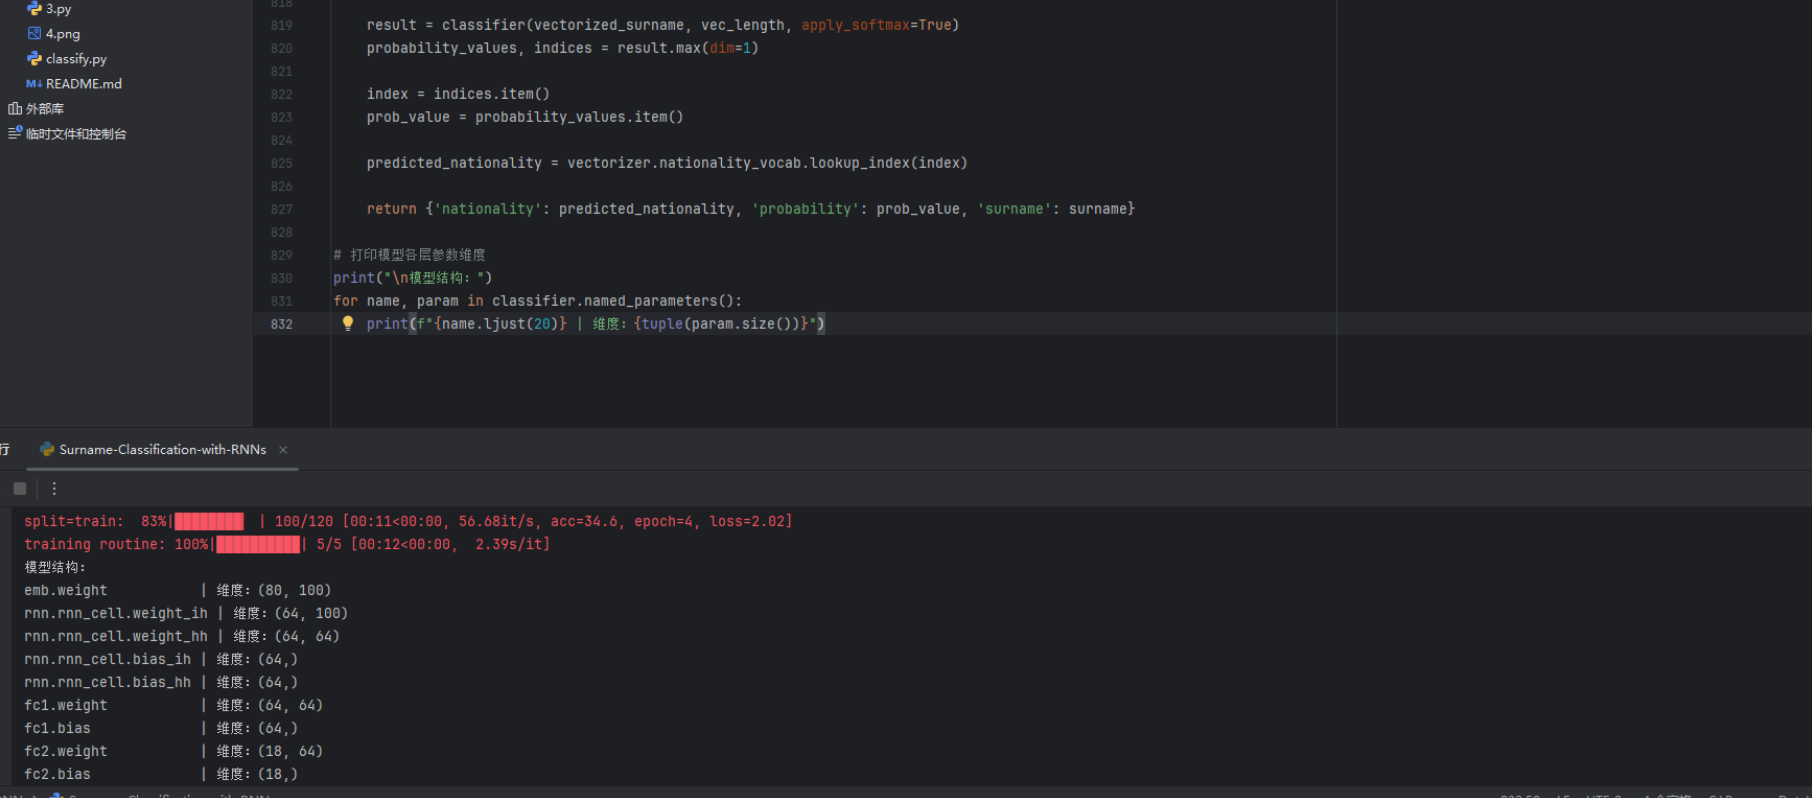 3.py
4.png
classify.py
README.md
外部库
临时文件和控制台
818
819 result = classifier(vectorized_surname, vec_length, apply_softmax=True)
820 probability_values, indices = result.max(dim=1)
821
822 index = indices.item()
823 prob_value = probability_values.item()
824
825 predicted_nationality = vectorizer.nationality_vocab.lookup_index(index)
826
827 return {'nationality': predicted_nationality, 'probability': prob_value, 'surname': surname}
828
829 # 打印模型各层参数维度
830 print("\n模型结构：")
831 for name, param in classifier.named_parameters():
832 print(f"{name.ljust(20)} | 维度：{tuple(param.size())}")
行
Surname-Classification-with-RNNs
split=train: 83%|████████ | 100/120 [00:11<00:00, 56.68it/s, acc=34.6, epoch=4, loss=2.02]
training routine: 100%|██████████| 5/5 [00:12<00:00, 2.39s/it]
模型结构：
emb.weight | 维度：(80, 100)
rnn.rnn_cell.weight_ih | 维度：(64, 100)
rnn.rnn_cell.weight_hh | 维度：(64, 64)
rnn.rnn_cell.bias_ih | 维度：(64,)
rnn.rnn_cell.bias_hh | 维度：(64,)
fc1.weight | 维度：(64, 64)
fc1.bias | 维度：(64,)
fc2.weight | 维度：(18, 64)
fc2.bias | 维度：(18,)